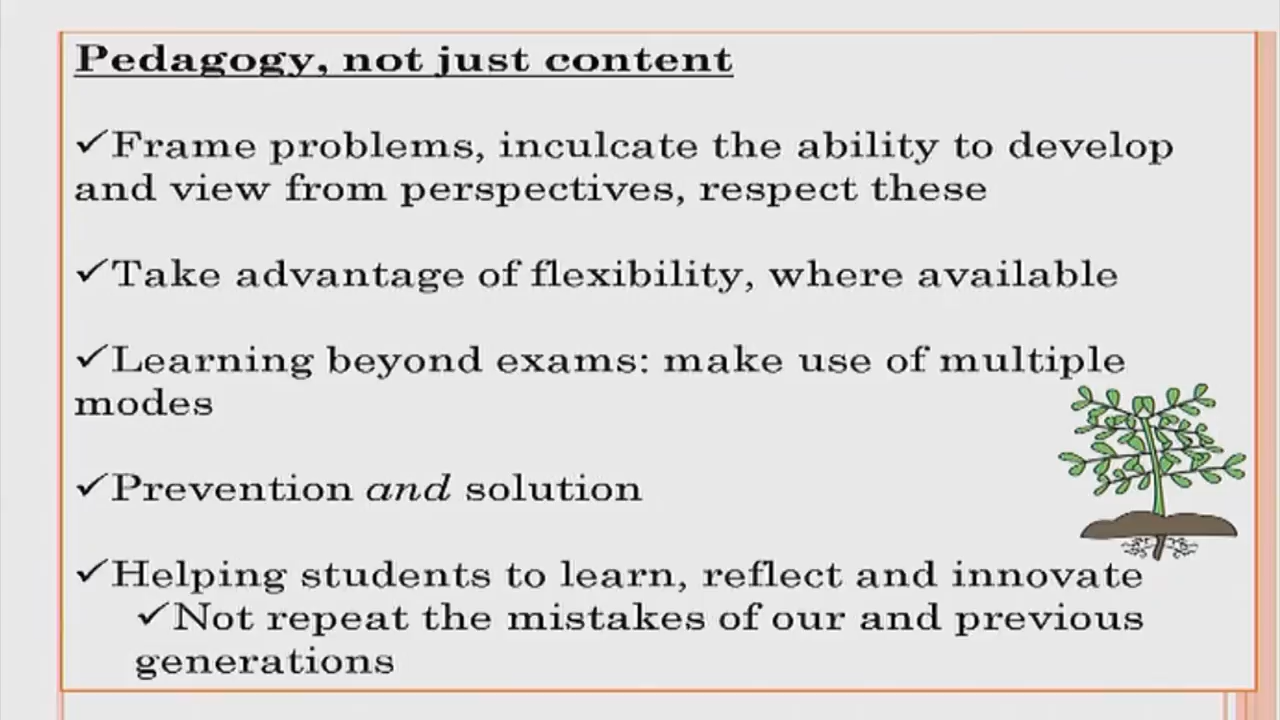 Pedagogy, not just content
✓Frame problems, inculcate the ability to develop
and view from perspectives, respect these
✓Take advantage of flexibility, where available
✓Learning beyond exams: make use of multiple
modes
✓Prevention and solution
✓Helping students to learn, reflect and innovate
✓Not repeat the mistakes of our and previous
generations